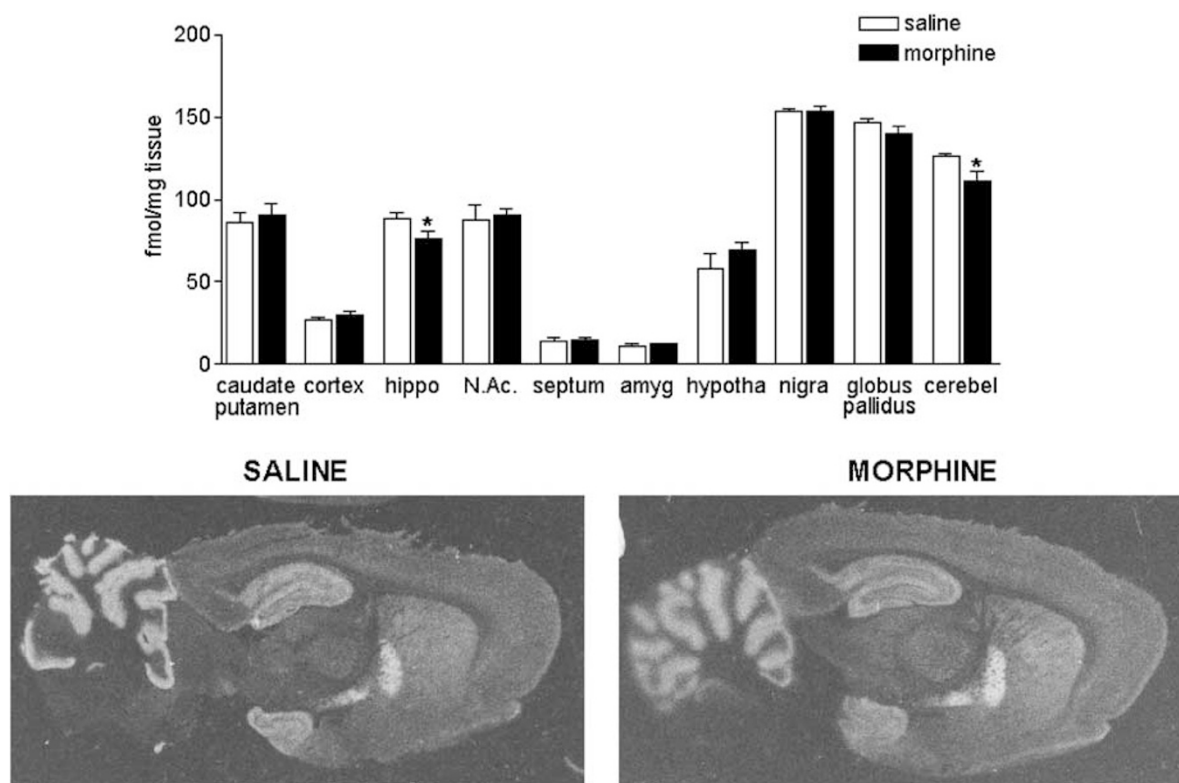 saline
morphine
200
150
100
50
0
fmol/mg tissue
*
*
caudate putamen
cortex
hippo
N.Ac.
septum
amyg
hypotha
nigra
globus pallidus
cerebel
SALINE
MORPHINE